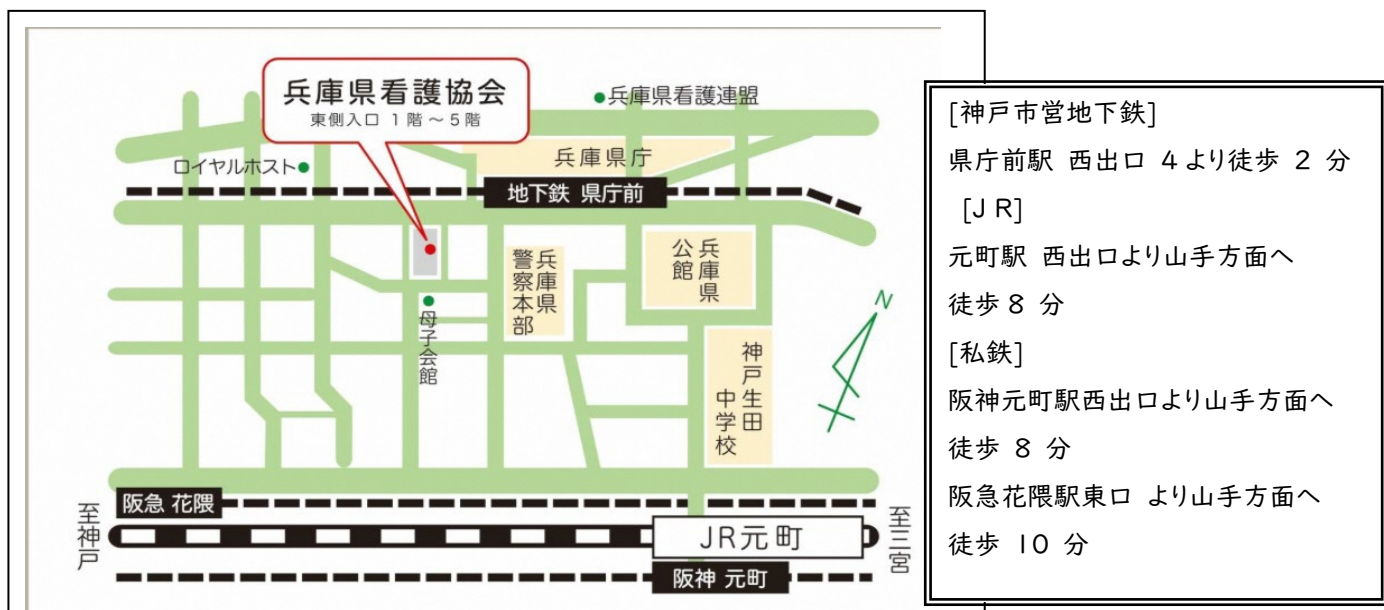 兵庫県看護協会
東側入口 1階～5階
●兵庫県看護連盟
兵庫県庁
ロイヤルホスト●
地下鉄 県庁前
兵庫県
警察本部
兵庫県
公館
母子会館
神戸生田
中学校
N
阪急 花隈
至神戸
JR元町
至三宮
阪神 元町
[神戸市営地下鉄]
県庁前駅 西出口 4より徒歩 2 分
[J R]
元町駅 西出口より山手方面へ
徒歩 8 分
[私鉄]
阪神元町駅西出口より山手方面へ
徒歩 8 分
阪急花隈駅東口 より山手方面へ
徒歩 10 分